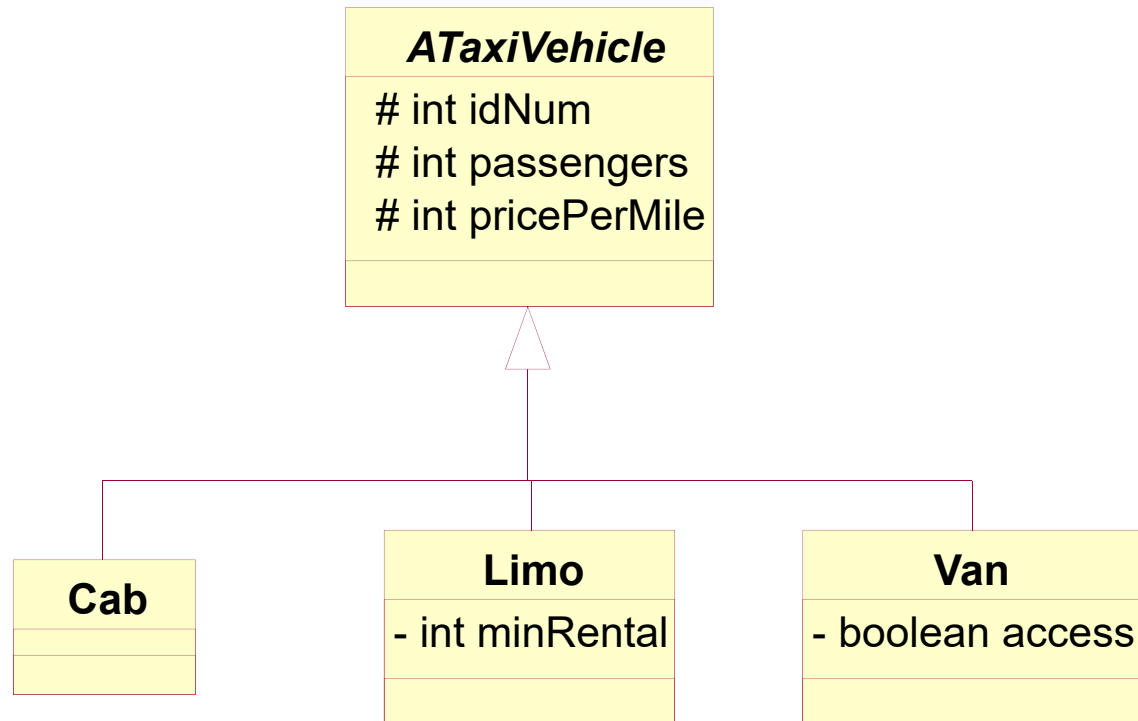 ATaxiVehicle
# int idNum
# int passengers
# int pricePerMile
Cab
Limo
- int minRental
Van
- boolean access